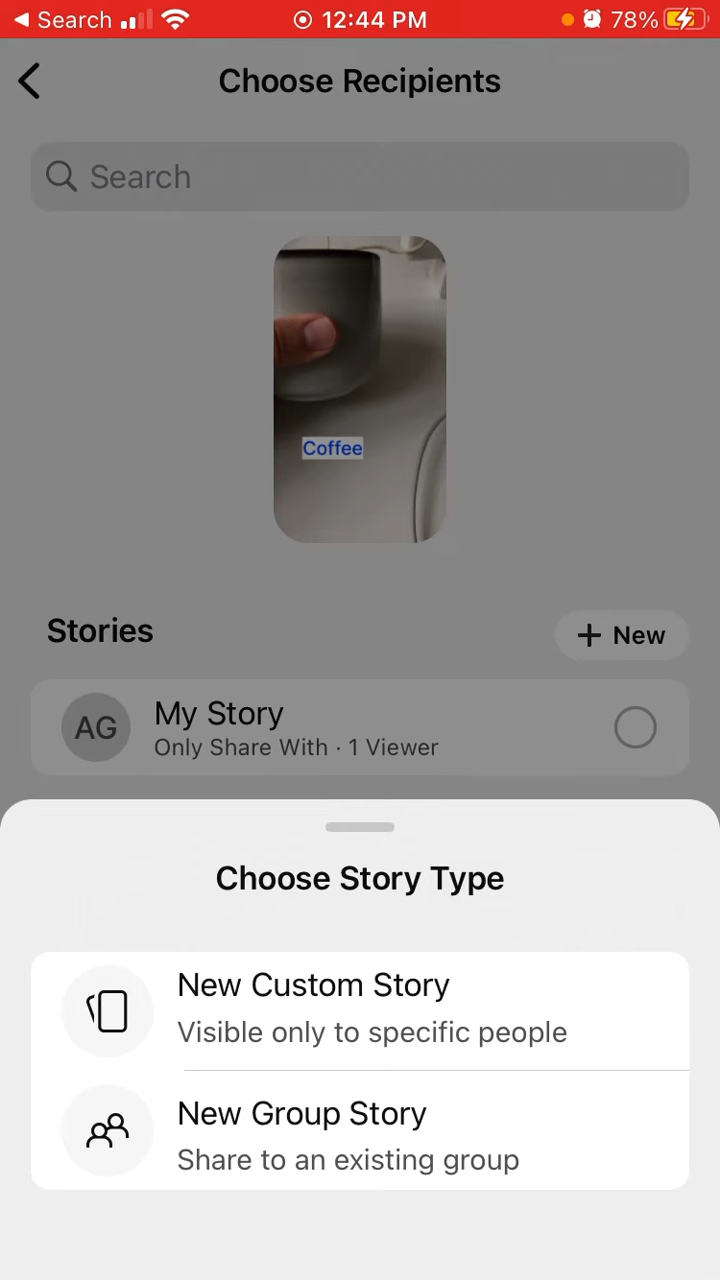 Search
12:44 PM
78%
Choose Recipients
Search
Coffee
Stories
New
AG
My Story
Only Share With · 1 Viewer
Choose Story Type
New Custom Story
Visible only to specific people
New Group Story
Share to an existing group